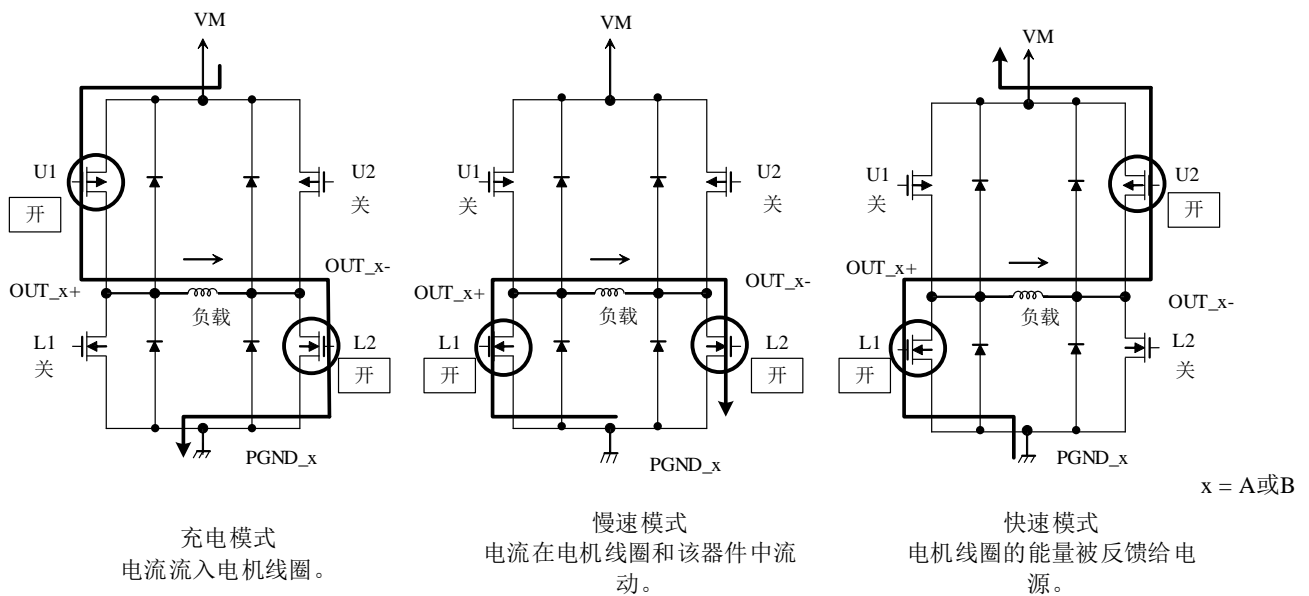 VM
U1
开
U2
关
OUT_x+
OUT_x-
负载
L1
关
L2
开
PGND_x
充电模式
电流流入电机线圈。
VM
U1
关
U2
关
OUT_x+
OUT_x-
负载
L1
开
L2
开
PGND_x
慢速模式
电流在电机线圈和该器件中流
动。
VM
U1
关
U2
开
OUT_x+
OUT_x-
负载
L1
开
L2
关
PGND_x
快速模式
电机线圈的能量被反馈给电
源。
x = A或B